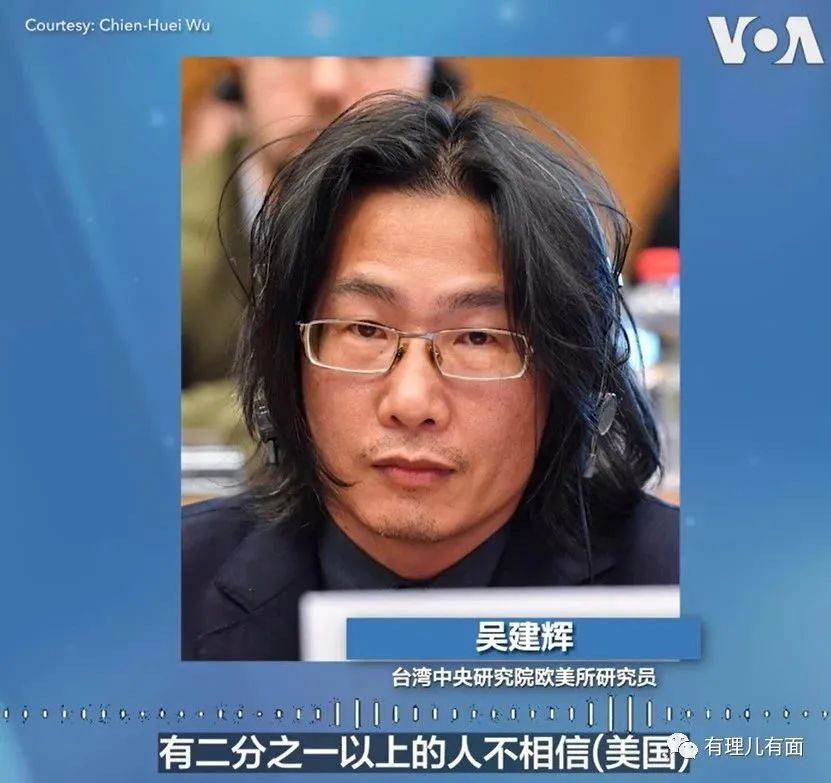 Courtesy: Chien-Huei Wu
VOA
吴建辉
台湾中央研究院欧美所研究员
有二分之一以上的人不相信(美国)
有理儿有面